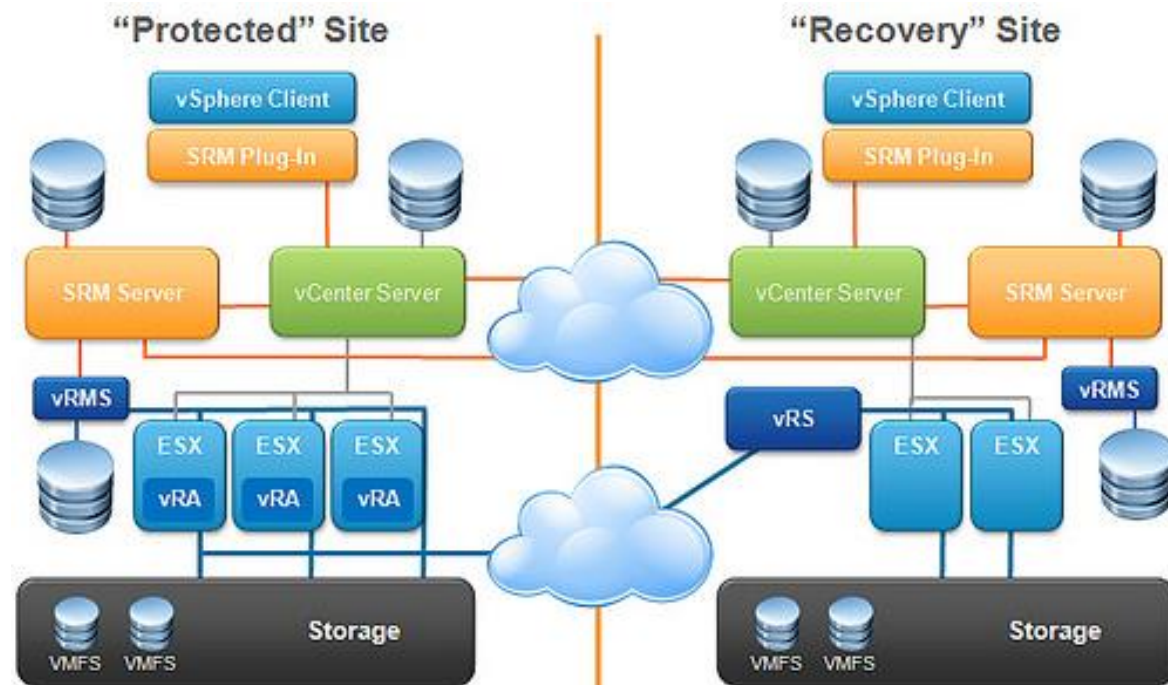 “Protected” Site
“Recovery” Site
vSphere Client
vSphere Client
SRM Plug-In
SRM Plug-In
SRM Server
vCenter Server
vCenter Server
SRM Server
vRMS
vRS
vRMS
ESX
ESX
ESX
ESX
ESX
vRA
vRA
vRA
Storage
VMFS
VMFS
Storage
VMFS
VMFS